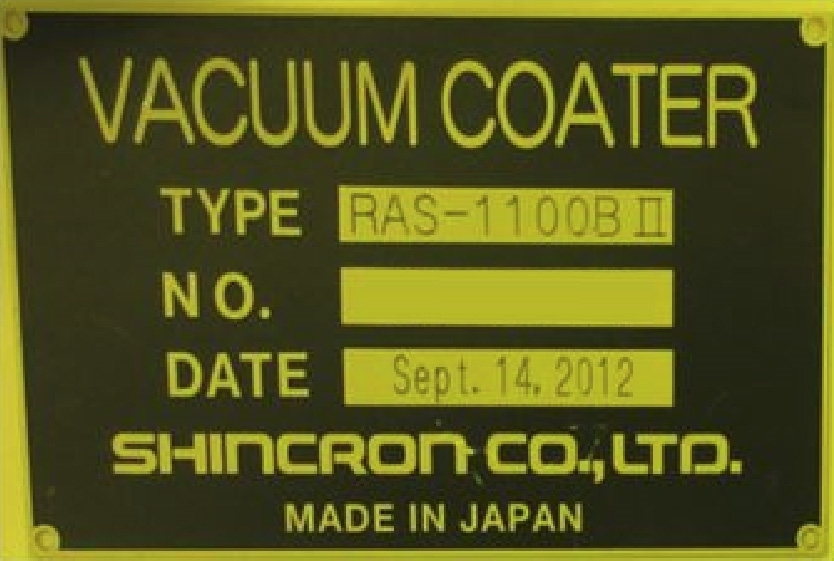 VACUUM COATER
TYPE RAS-1100BⅡ
NO.
DATE Sept. 14. 2012
SHINCRON CO., LTD.
MADE IN JAPAN